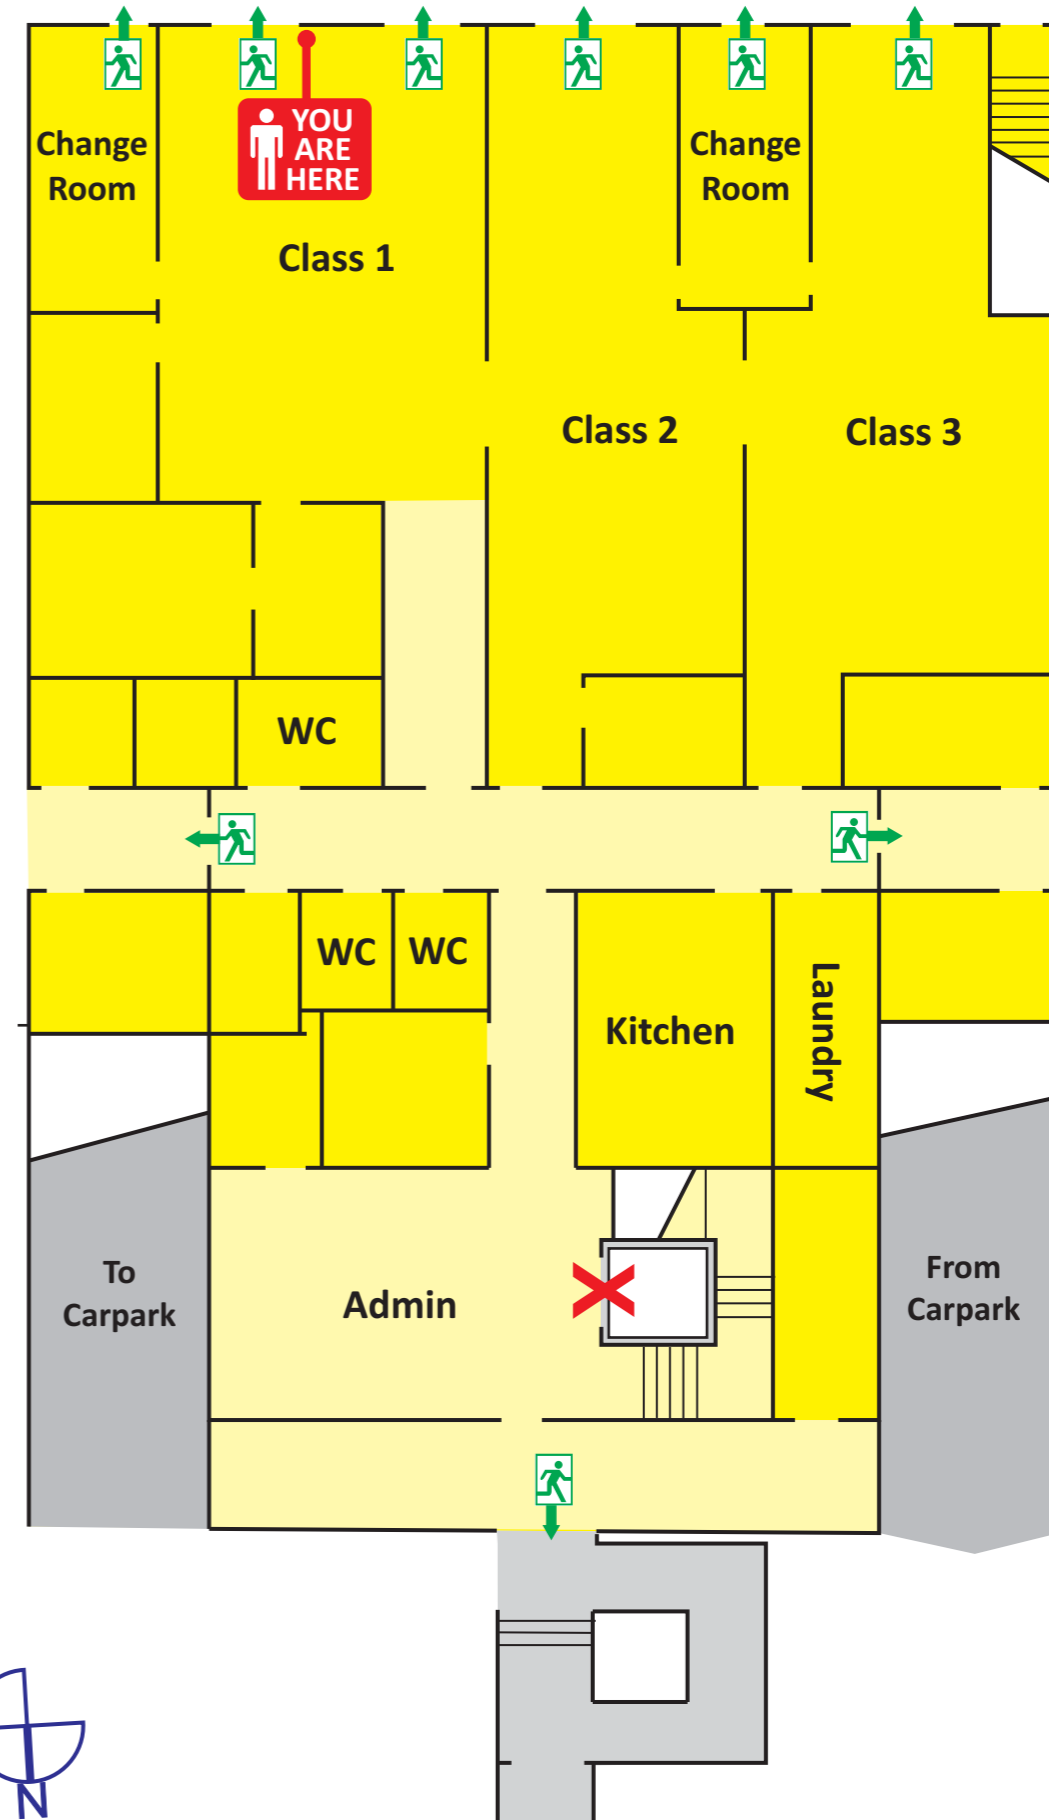 YOU
ARE
HERE
Change
Room
Change
Room
Class 1
Class 2
Class 3
WC
WC
WC
Kitchen
Laundry
To
Carpark
Admin
From
Carpark
N